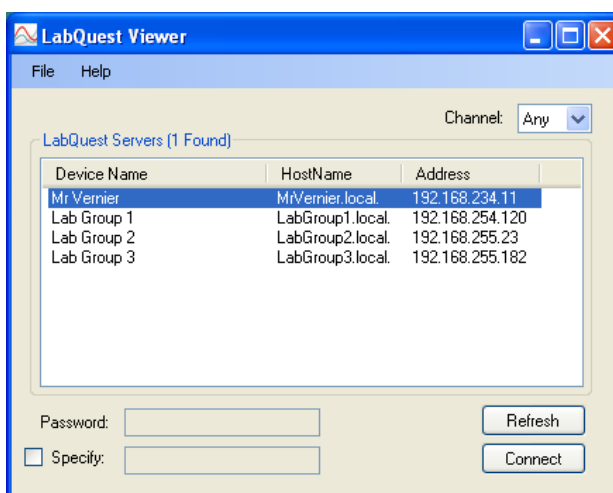 LabQuest Viewer
File Help
Channel: Any
LabQuest Servers (1 Found)
Device Name HostName Address
Mr Vernier MrVernier.local. 192.168.234.11
Lab Group 1 LabGroup1.local. 192.168.254.120
Lab Group 2 LabGroup2.local. 192.168.255.23
Lab Group 3 LabGroup3.local. 192.168.255.182
Password: Refresh
Specify: Connect